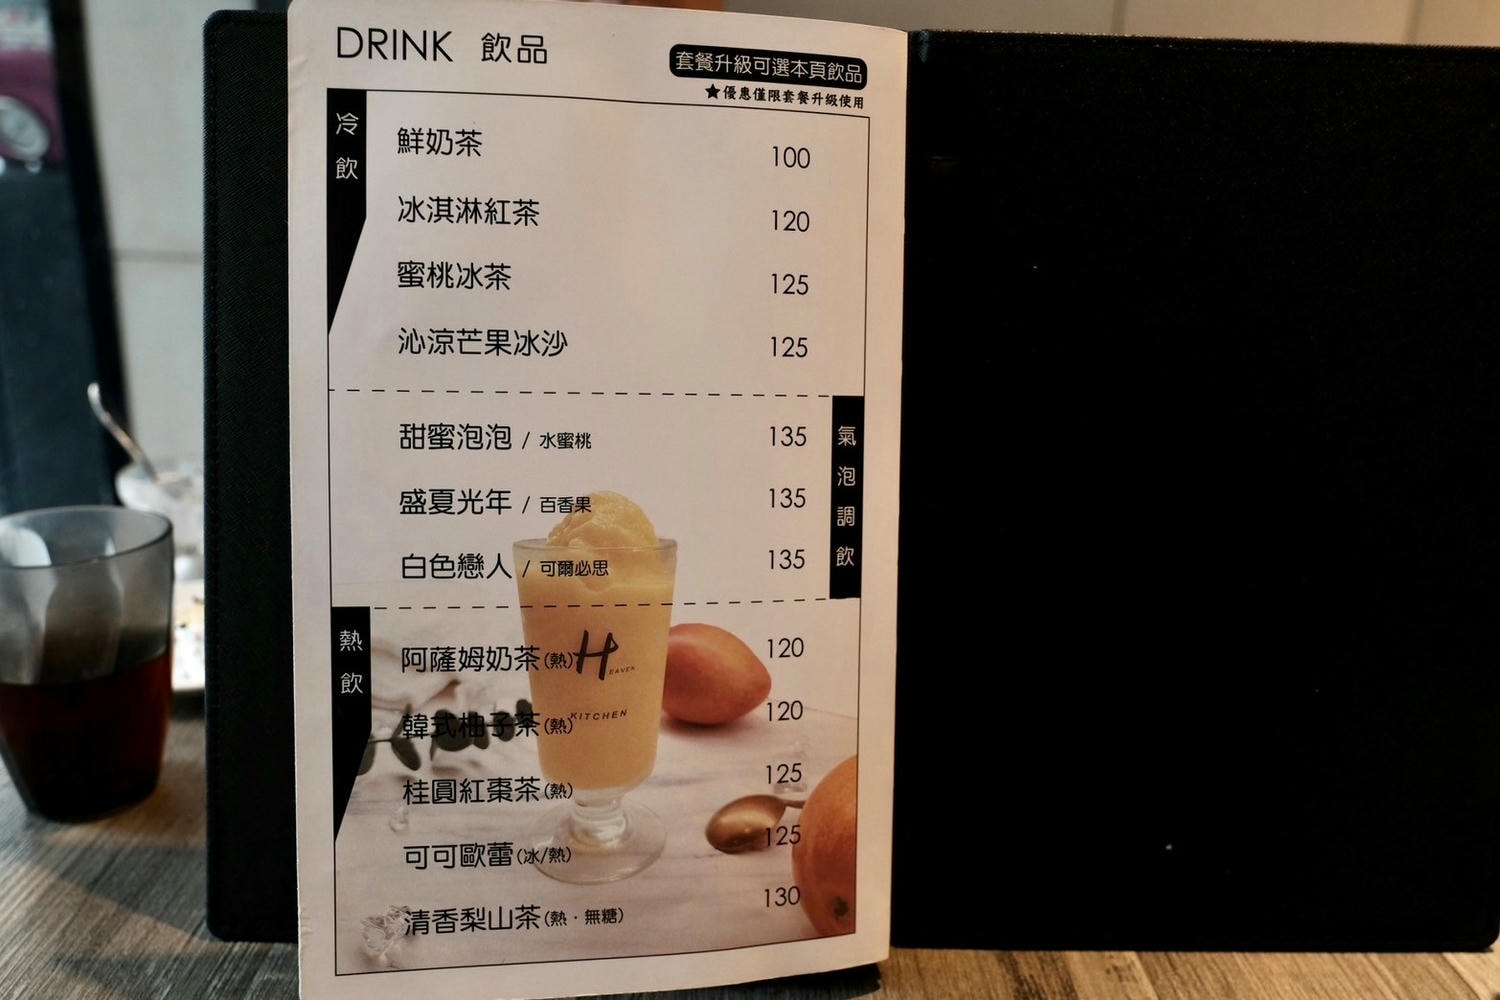 DRINK 飲品
套餐升級可選本頁飲品
★優惠僅限套餐升級使用
冷飲
鮮奶茶 100
冰淇淋紅茶 120
蜜桃冰茶 125
沁涼芒果冰沙 125
氣泡調飲
甜蜜泡泡 / 水蜜桃 135
盛夏光年 / 百香果 135
白色戀人 / 可爾必思 135
熱飲
阿薩姆奶茶(熱) 120
韓式柚子茶(熱) 120
桂圓紅棗茶(熱) 125
可可歐蕾(冰/熱) 125
清香梨山茶(熱・無糖) 130
HEAVEN
KITCHEN